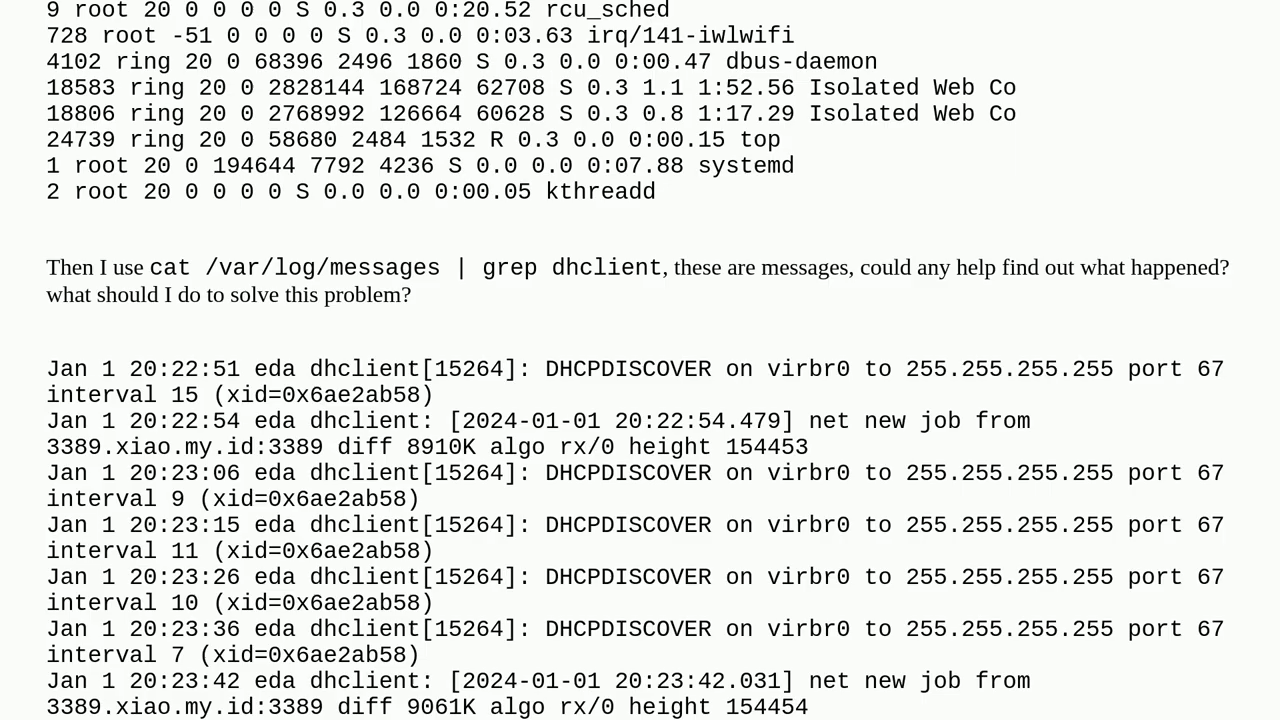 9 root 20 0 0 0 0 S 0.3 0.0 0:20.52 rcu_sched
728 root -51 0 0 0 0 S 0.3 0.0 0:03.63 irq/141-iwlwifi
4102 ring 20 0 68396 2496 1860 S 0.3 0.0 0:00.47 dbus-daemon
18583 ring 20 0 2828144 168724 62708 S 0.3 1.1 1:52.56 Isolated Web Co
18806 ring 20 0 2768992 126664 60628 S 0.3 0.8 1:17.29 Isolated Web Co
24739 ring 20 0 58680 2484 1532 R 0.3 0.0 0:00.15 top
1 root 20 0 194644 7792 4236 S 0.0 0.0 0:07.88 systemd
2 root 20 0 0 0 0 S 0.0 0.0 0:00.05 kthreadd
Then I use cat /var/log/messages | grep dhclient, these are messages, could any help find out what happened?
what should I do to solve this problem?
Jan 1 20:22:51 eda dhclient[15264]: DHCPDISCOVER on virbr0 to 255.255.255.255 port 67
interval 15 (xid=0x6ae2ab58)
Jan 1 20:22:54 eda dhclient: [2024-01-01 20:22:54.479] net new job from
3389.xiao.my.id:3389 diff 8910K algo rx/0 height 154453
Jan 1 20:23:06 eda dhclient[15264]: DHCPDISCOVER on virbr0 to 255.255.255.255 port 67
interval 9 (xid=0x6ae2ab58)
Jan 1 20:23:15 eda dhclient[15264]: DHCPDISCOVER on virbr0 to 255.255.255.255 port 67
interval 11 (xid=0x6ae2ab58)
Jan 1 20:23:26 eda dhclient[15264]: DHCPDISCOVER on virbr0 to 255.255.255.255 port 67
interval 10 (xid=0x6ae2ab58)
Jan 1 20:23:36 eda dhclient[15264]: DHCPDISCOVER on virbr0 to 255.255.255.255 port 67
interval 7 (xid=0x6ae2ab58)
Jan 1 20:23:42 eda dhclient: [2024-01-01 20:23:42.031] net new job from
3389.xiao.my.id:3389 diff 9061K algo rx/0 height 154454